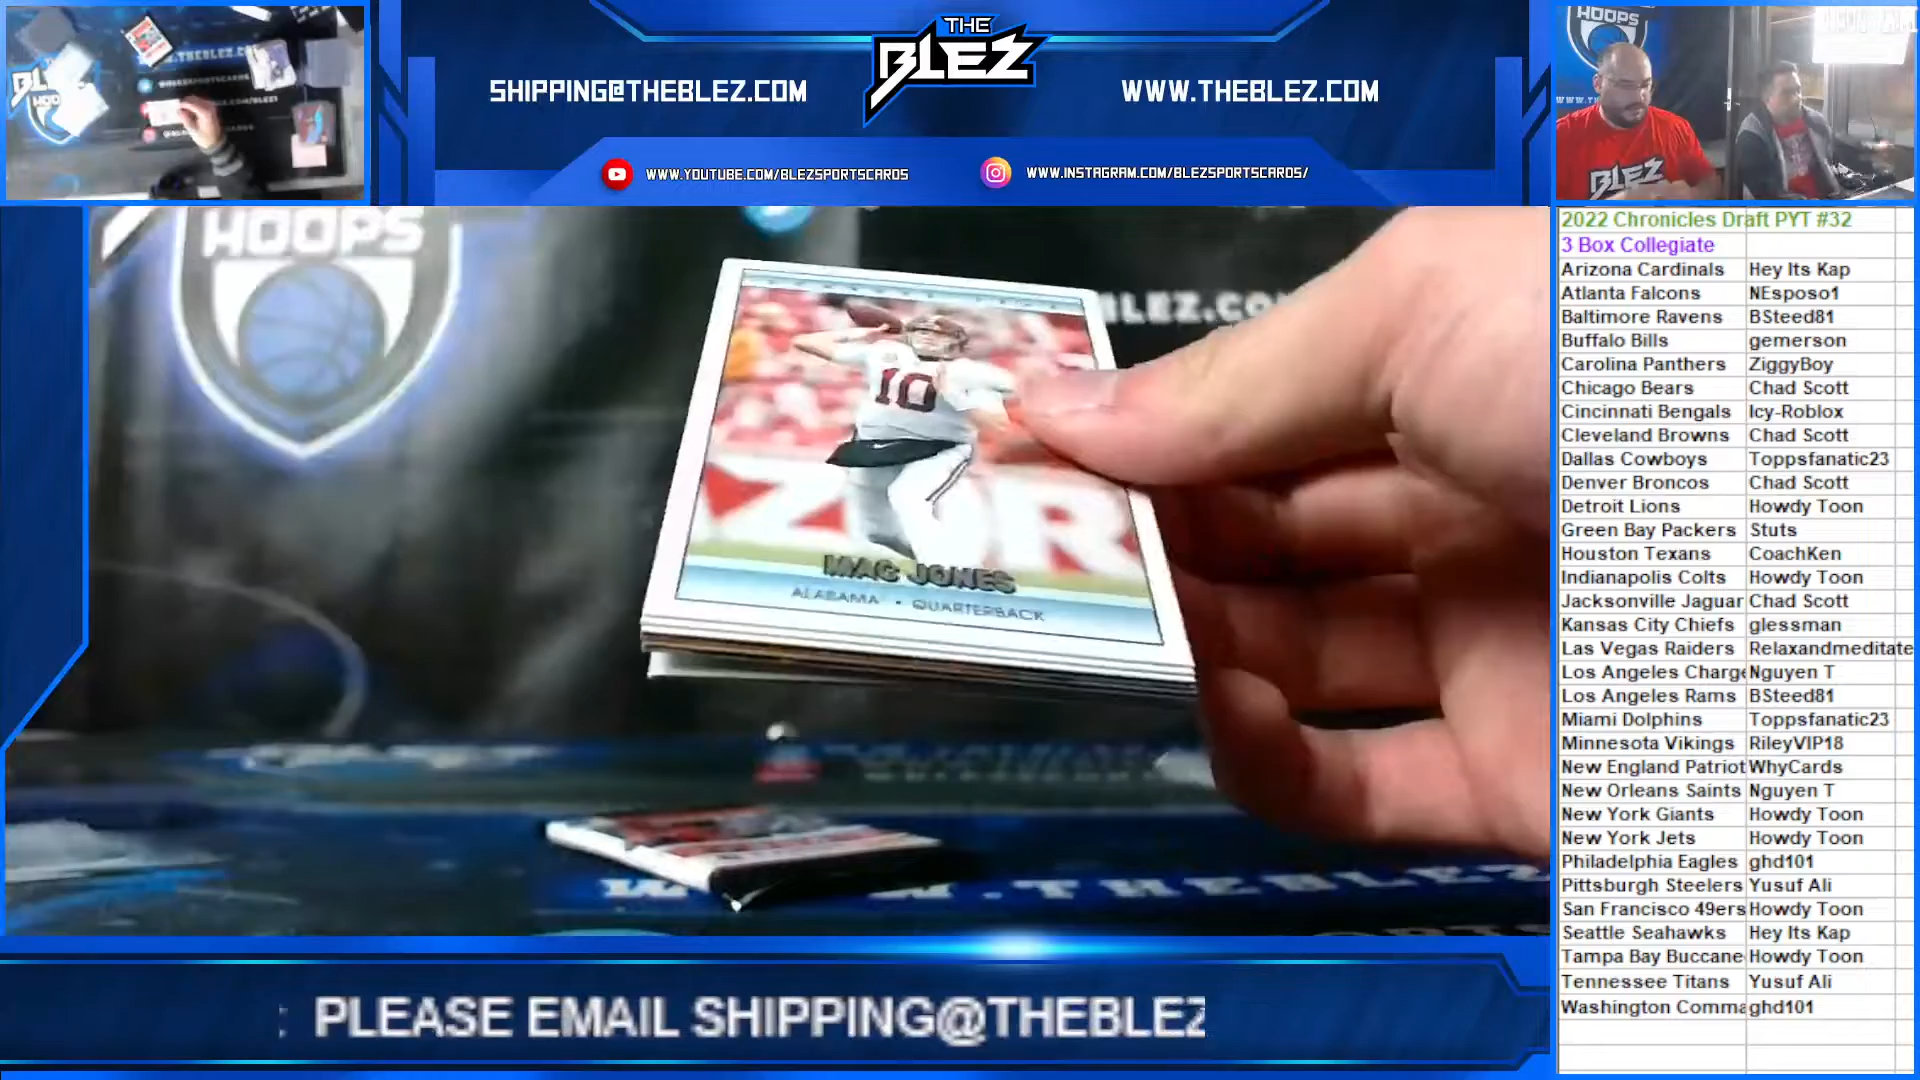 THE
BLEZ
SHIPPING@THEBLEZ.COM
WWW.THEBLEZ.COM
WWW.YOUTUBE.COM/BLEZSPORTSCARDS
WWW.INSTAGRAM.COM/BLEZSPORTSCARDS/
HOOPS
BLEZ
HOOPS
BLEZ.CO
10
ZOR
MAC JONES
ALABAMA • QUARTERBACK
W W.THEBLEZ
: PLEASE EMAIL SHIPPING@THEBLEZ
2022 Chronicles Draft PYT #32
3 Box Collegiate
Arizona Cardinals Hey Its Kap
Atlanta Falcons NEsposo1
Baltimore Ravens BSteed81
Buffalo Bills gemerson
Carolina Panthers ZiggyBoy
Chicago Bears Chad Scott
Cincinnati Bengals Icy-Roblox
Cleveland Browns Chad Scott
Dallas Cowboys Toppsfanatic23
Denver Broncos Chad Scott
Detroit Lions Howdy Toon
Green Bay Packers Stuts
Houston Texans CoachKen
Indianapolis Colts Howdy Toon
Jacksonville Jaguar Chad Scott
Kansas City Chiefs glessman
Las Vegas Raiders Relaxandmeditate
Los Angeles Charge Nguyen T
Los Angeles Rams BSteed81
Miami Dolphins Toppsfanatic23
Minnesota Vikings RileyVIP18
New England Patriot WhyCards
New Orleans Saints Nguyen T
New York Giants Howdy Toon
New York Jets Howdy Toon
Philadelphia Eagles ghd101
Pittsburgh Steelers Yusuf Ali
San Francisco 49ers Howdy Toon
Seattle Seahawks Hey Its Kap
Tampa Bay Buccane Howdy Toon
Tennessee Titans Yusuf Ali
Washington Comma ghd101